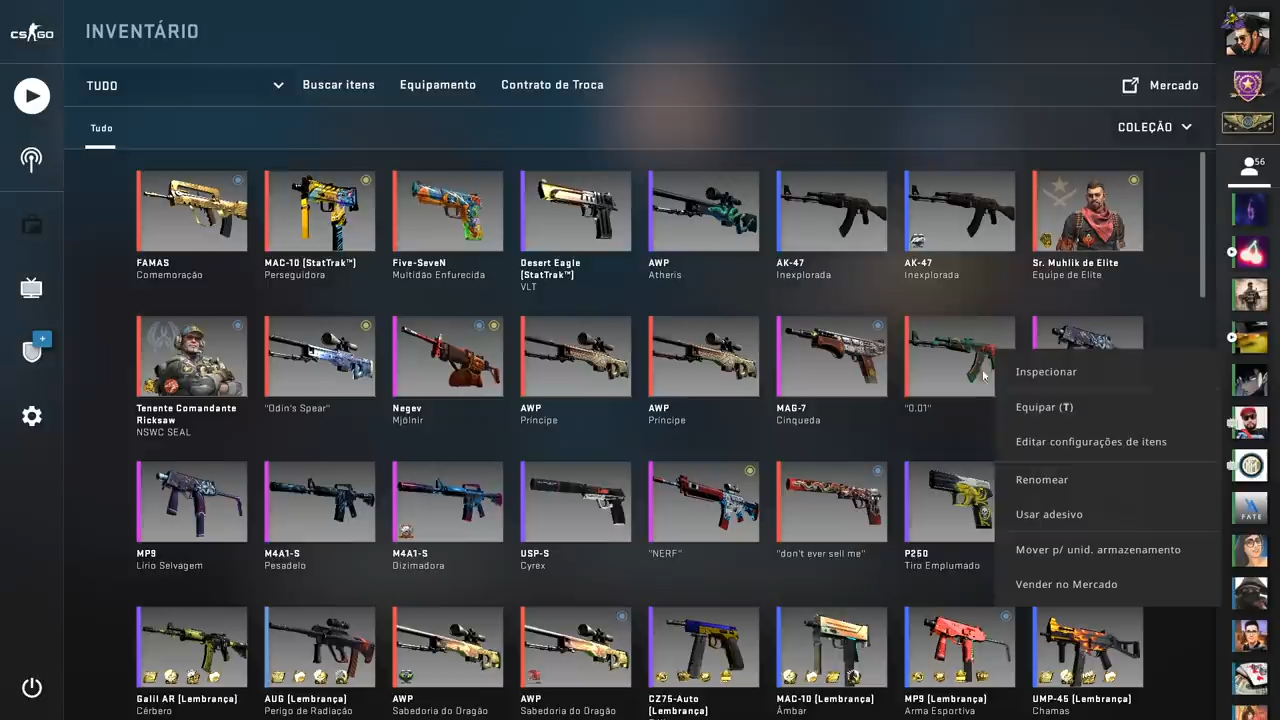 CS GO
INVENTÁRIO
TUDO
Buscar itens
Equipamento
Contrato de Troca
Mercado
Tudo
COLEÇÃO
56
FAMAS
Comemoração
MAC-10 (StatTrak™)
Perseguidora
Five-SeveN
Multidão Enfurecida
Desert Eagle
(StatTrak™)
VLT
AWP
Atheris
AK-47
Inexplorada
AK-47
Inexplorada
Sr. Muhlik de Elite
Equipe de Elite
Tenente Comandante
Ricksaw
NSWC SEAL
"Odin's Spear"
Negev
Mjölnir
AWP
Príncipe
AWP
Príncipe
MAG-7
Cinqueda
"0.01"
Inspecionar
Equipar (T)
Editar configurações de itens
Renomear
Usar adesivo
Mover p/ unid. armazenamento
Vender no Mercado
MP9
Lírio Selvagem
M4A1-S
Pesadelo
M4A1-S
Dizimadora
USP-S
Cyrex
"NERF"
"don't ever sell me"
P250
Tiro Emplumado
Galil AR (Lembrança)
Cérbero
AUG (Lembrança)
Perigo de Radiação
AWP
Sabedoria do Dragão
AWP
Sabedoria do Dragão
CZ75-Auto
(Lembrança)
MAC-10 (Lembrança)
Âmbar
MP9 (Lembrança)
Arma Esportiva
UMP-45 (Lembrança)
Chamas
FATE